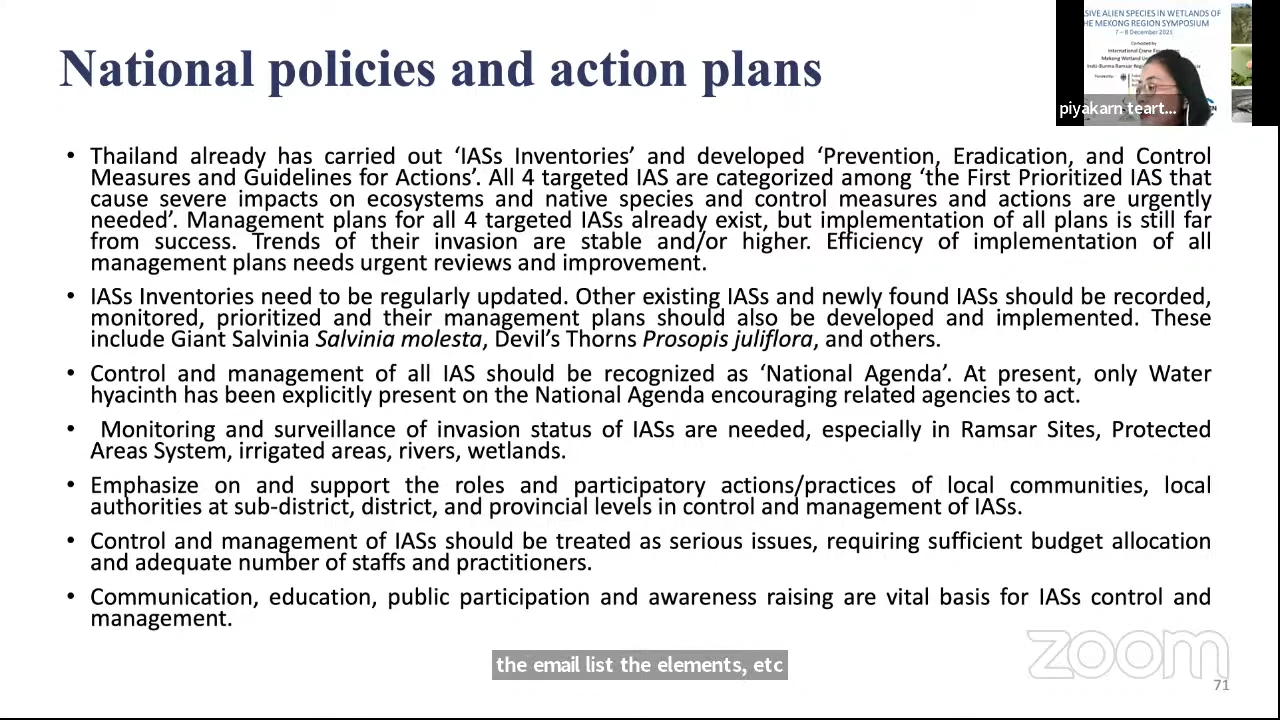 National policies and action plans
SIVE ALIEN SPECIES IN WETLANDS OF
HE MEKONG REGION SYMPOSIUM
7 – 8 December 2021
piyakarn teart...
• Thailand already has carried out ‘IASs Inventories’ and developed ‘Prevention, Eradication, and Control
Measures and Guidelines for Actions’. All 4 targeted IAS are categorized among ‘the First Prioritized IAS that
cause severe impacts on ecosystems and native species and control measures and actions are urgently
needed’. Management plans for all 4 targeted IASs already exist, but implementation of all plans is still far
from success. Trends of their invasion are stable and/or higher. Efficiency of implementation of all
management plans needs urgent reviews and improvement.
• IASs Inventories need to be regularly updated. Other existing IASs and newly found IASs should be recorded,
monitored, prioritized and their management plans should also be developed and implemented. These
include Giant Salvinia Salvinia molesta, Devil’s Thorns Prosopis juliflora, and others.
• Control and management of all IAS should be recognized as ‘National Agenda’. At present, only Water
hyacinth has been explicitly present on the National Agenda encouraging related agencies to act.
• Monitoring and surveillance of invasion status of IASs are needed, especially in Ramsar Sites, Protected
Areas System, irrigated areas, rivers, wetlands.
• Emphasize on and support the roles and participatory actions/practices of local communities, local
authorities at sub-district, district, and provincial levels in control and management of IASs.
• Control and management of IASs should be treated as serious issues, requiring sufficient budget allocation
and adequate number of staffs and practitioners.
• Communication, education, public participation and awareness raising are vital basis for IASs control and
management.
zoom
the email list the elements, etc
71